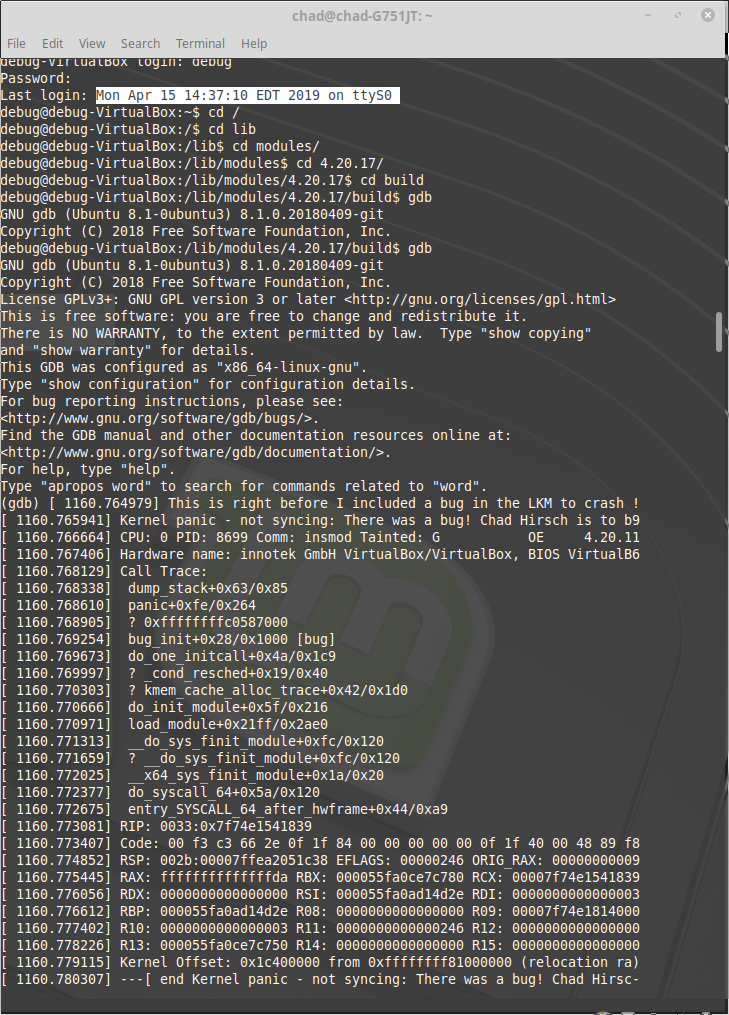 chad@chad-G751JT: ~
File Edit View Search Terminal Help
debug-VirtualBox login: debug
Password:
Last login: Mon Apr 15 14:37:10 EDT 2019 on ttyS0
debug@debug-VirtualBox:~$ cd /
debug@debug-VirtualBox:/$ cd lib
debug@debug-VirtualBox:/lib$ cd modules/
debug@debug-VirtualBox:/lib/modules$ cd 4.20.17/
debug@debug-VirtualBox:/lib/modules/4.20.17$ cd build
debug@debug-VirtualBox:/lib/modules/4.20.17/build$ gdb
GNU gdb (Ubuntu 8.1-0ubuntu3) 8.1.0.20180409-git
Copyright (C) 2018 Free Software Foundation, Inc.
debug@debug-VirtualBox:/lib/modules/4.20.17/build$ gdb
GNU gdb (Ubuntu 8.1-0ubuntu3) 8.1.0.20180409-git
Copyright (C) 2018 Free Software Foundation, Inc.
License GPLv3+: GNU GPL version 3 or later <http://gnu.org/licenses/gpl.html>
This is free software: you are free to change and redistribute it.
There is NO WARRANTY, to the extent permitted by law.  Type "show copying"
and "show warranty" for details.
This GDB was configured as "x86_64-linux-gnu".
Type "show configuration" for configuration details.
For bug reporting instructions, please see:
<http://www.gnu.org/software/gdb/bugs/>.
Find the GDB manual and other documentation resources online at:
<http://www.gnu.org/software/gdb/documentation/>.
For help, type "help".
Type "apropos word" to search for commands related to "word".
(gdb) [ 1160.764979] This is right before I included a bug in the LKM to crash !
[ 1160.765941] Kernel panic - not syncing: There was a bug! Chad Hirsch is to b9
[ 1160.766664] CPU: 0 PID: 8699 Comm: insmod Tainted: G           OE     4.20.11
[ 1160.767406] Hardware name: innotek GmbH VirtualBox/VirtualBox, BIOS VirtualB6
[ 1160.768129] Call Trace:
[ 1160.768338]  dump_stack+0x63/0x85
[ 1160.768610]  panic+0xfe/0x264
[ 1160.768905]  ? 0xffffffffc0587000
[ 1160.769254]  bug_init+0x28/0x1000 [bug]
[ 1160.769673]  do_one_initcall+0x4a/0x1c9
[ 1160.769997]  ? _cond_resched+0x19/0x40
[ 1160.770303]  ? kmem_cache_alloc_trace+0x42/0x1d0
[ 1160.770666]  do_init_module+0x5f/0x216
[ 1160.770971]  load_module+0x21ff/0x2ae0
[ 1160.771313]  __do_sys_finit_module+0xfc/0x120
[ 1160.771659]  ? __do_sys_finit_module+0xfc/0x120
[ 1160.772025]  __x64_sys_finit_module+0x1a/0x20
[ 1160.772377]  do_syscall_64+0x5a/0x120
[ 1160.772675]  entry_SYSCALL_64_after_hwframe+0x44/0xa9
[ 1160.773081] RIP: 0033:0x7f74e1541839
[ 1160.773407] Code: 00 f3 c3 66 2e 0f 1f 84 00 00 00 00 00 0f 1f 40 00 48 89 f8
[ 1160.774852] RSP: 002b:00007ffea2051c38 EFLAGS: 00000246 ORIG_RAX: 00000000009
[ 1160.775445] RAX: ffffffffffffffda RBX: 000055fa0ce7c780 RCX: 00007f74e1541839
[ 1160.776056] RDX: 0000000000000000 RSI: 000055fa0ad14d2e RDI: 0000000000000003
[ 1160.776612] RBP: 000055fa0ad14d2e R08: 0000000000000000 R09: 00007f74e1814000
[ 1160.777402] R10: 0000000000000003 R11: 0000000000000246 R12: 0000000000000000
[ 1160.778226] R13: 000055fa0ce7c750 R14: 0000000000000000 R15: 0000000000000000
[ 1160.779115] Kernel Offset: 0x1c400000 from 0xffffffff81000000 (relocation ra)
[ 1160.780307] ---[ end Kernel panic - not syncing: There was a bug! Chad Hirsc-